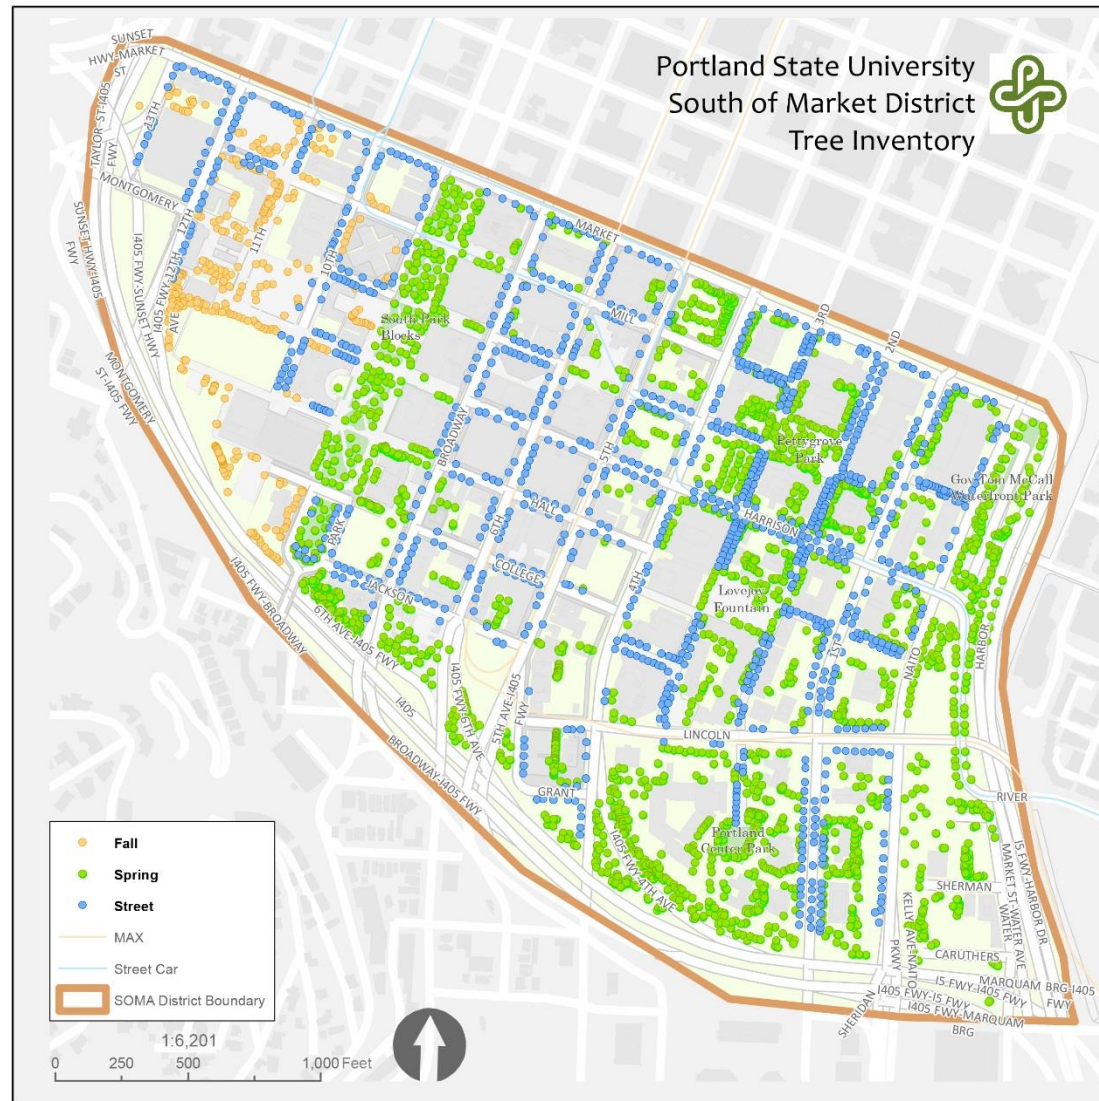 Portland State University
South of Market District
Tree Inventory
SUNSET
HWY-MARKET
ST
TAYLOR-ST-I405
FWY
13TH
MONTGOMERY
SUNSET HWY-I405
FWY
12TH
11TH
10TH
I405 FWY-SUNSET HWY
I405 FWY-12TH
AVE
MONTGOMERY
ST-I405 FWY
South Park
Blocks
MARKET
MILL
3RD
2ND
BROADWAY
5TH
Pettygrove
Park
Gov Tom McCall
Waterfront Park
HALL
6TH
HARRISON
PARK
COLLEGE
4TH
JACKSON
Lovejoy
Fountain
1ST
NAITO
HARBOR
I405 FWY-BROADWAY
6TH AVE-I405 FWY
I405
I405 FWY-6TH AVE
5TH AVE-I405
FWY
LINCOLN
BROADWAY-I405 FWY
GRANT
RIVER
Portland
Center Park
I405 FWY-4TH AVE
I5 FWY-HARBOR DR
MARKET ST-WATER AVE
WATER
SHERMAN
KELLY AVE-NAITO
PKWY
CARUTHERS
MARQUAM BRG-I405
FWY
I5 FWY-I405 FWY
I405 FWY-I5 FWY
I405 FWY-MARQUAM
BRG
SHERIDAN
Fall
Spring
Street
MAX
Street Car
SOMA District Boundary
1:6,201
0 250 500 1,000 Feet